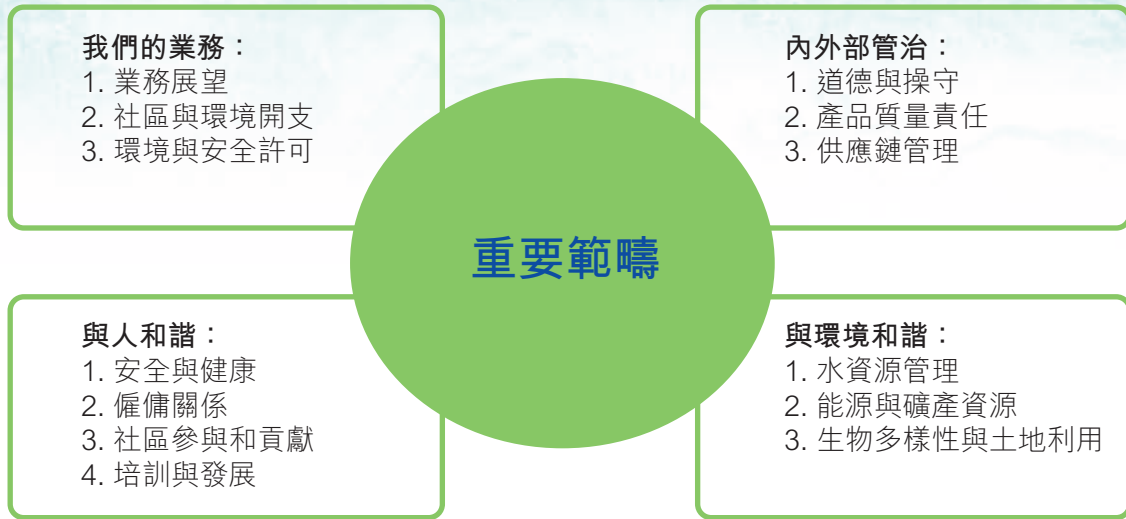 我們的業務：
1. 業務展望
2. 社區與環境開支
3. 環境與安全許可
內外部管治：
1. 道德與操守
2. 產品質量責任
3. 供應鏈管理
重要範疇
與人和諧：
1. 安全與健康
2. 僱傭關係
3. 社區參與和貢獻
4. 培訓與發展
與環境和諧：
1. 水資源管理
2. 能源與礦產資源
3. 生物多樣性與土地利用